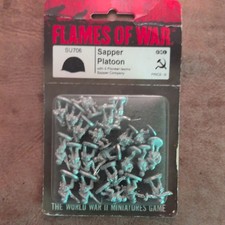 FLAMES OF WAR
SU706
Sapper
Platoon
THE WORLD WAR II MINIATURES GAME